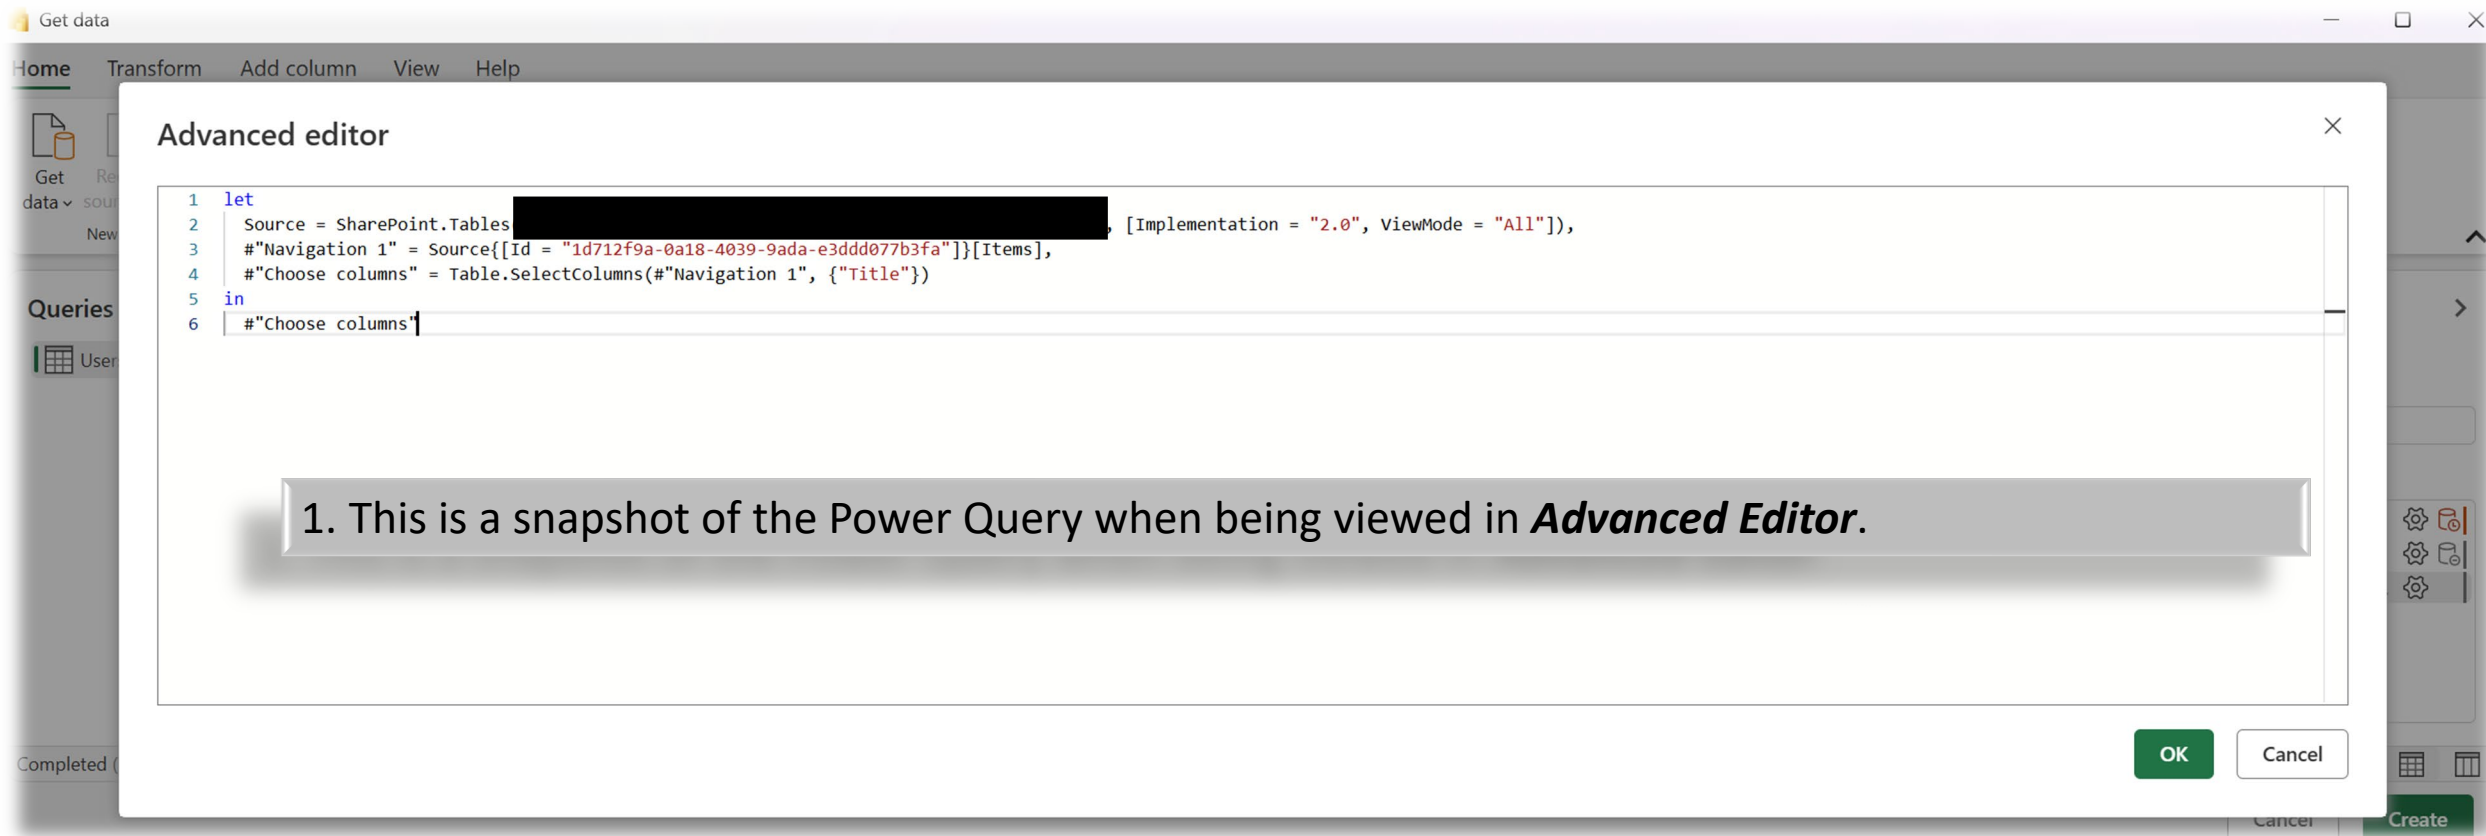 Get data
Home Transform Add column View Help
Advanced editor
Get
data
New
1 let
2 Source = SharePoint.Tables , [Implementation = "2.0", ViewMode = "All"]),
3 #"Navigation 1" = Source{[Id = "1d712f9a-0a18-4039-9ada-e3ddd077b3fa"]}[Items],
4 #"Choose columns" = Table.SelectColumns(#"Navigation 1", {"Title"})
5 in
6 #"Choose columns"
Queries
User
1. This is a snapshot of the Power Query when being viewed in Advanced Editor.
OK Cancel
Completed (
Cancel Create